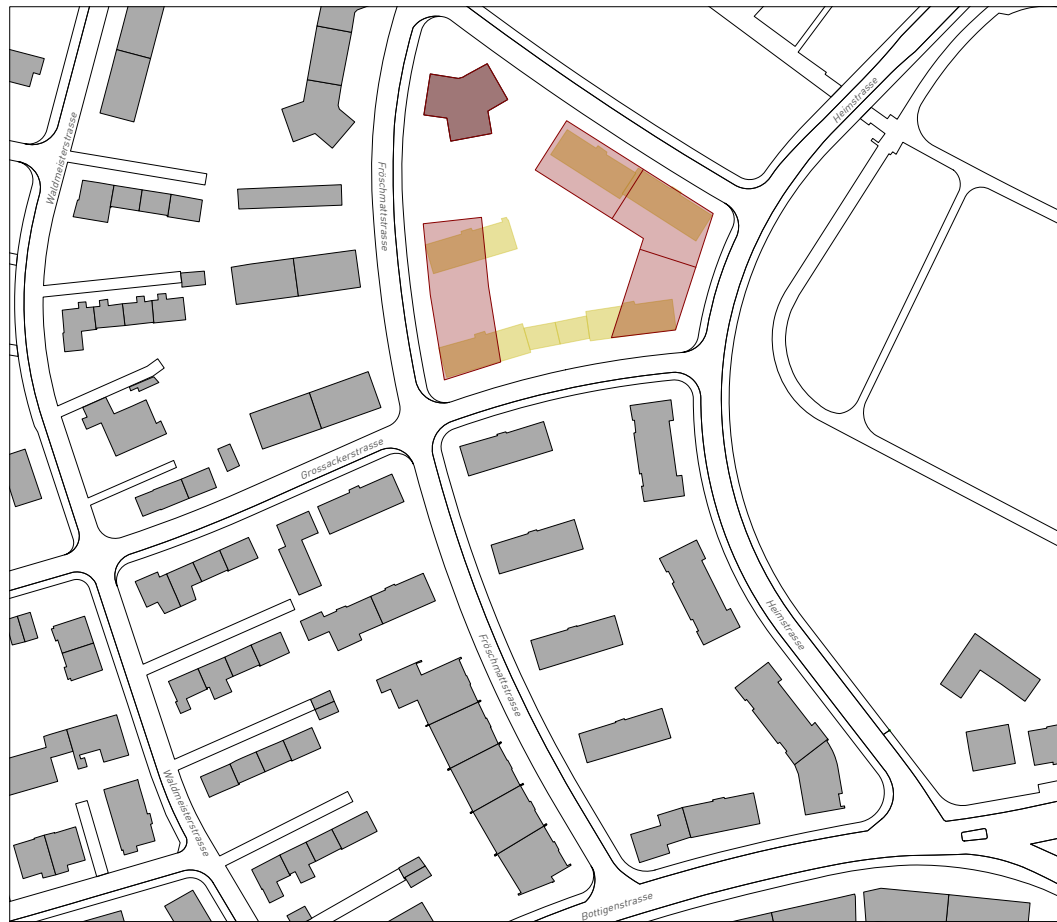 Heimstrasse
Waldmeisterstrasse
Fröschmattstrasse
Grossackerstrasse
Heimstrasse
Fröschmattstrasse
Waldmeisterstrasse
Bottigenstrasse